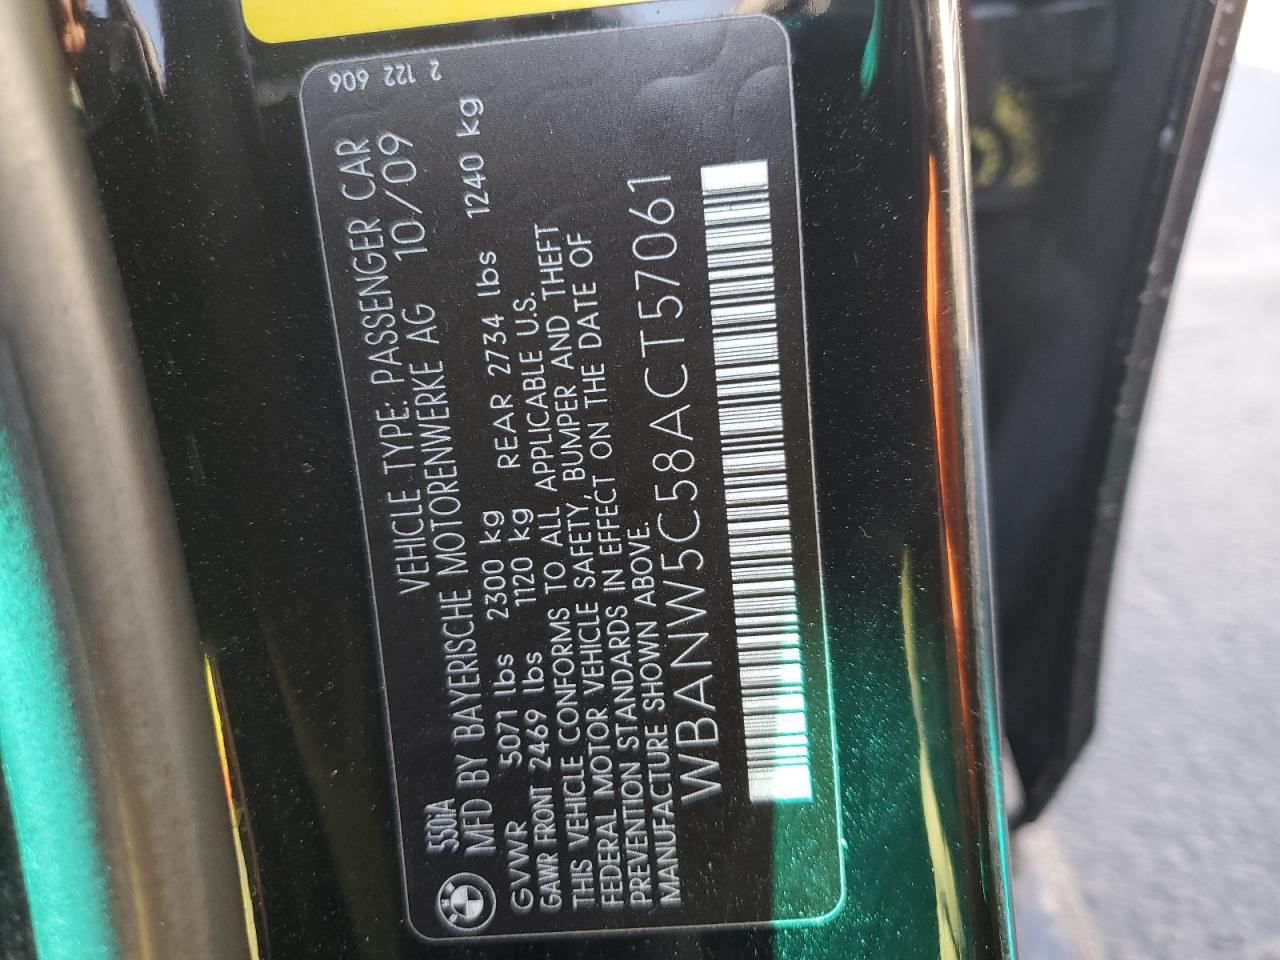 2 122 606
550iA VEHICLE TYPE: PASSENGER CAR
MFD BY BAYERISCHE MOTORENWERKE AG 10/09
GVWR 5071 lbs 2300 kg
GAWR FRONT 2469 lbs 1120 kg REAR 2734 lbs 1240 kg
THIS VEHICLE CONFORMS TO ALL APPLICABLE U.S.
FEDERAL MOTOR VEHICLE SAFETY, BUMPER AND THEFT
PREVENTION STANDARDS IN EFFECT ON THE DATE OF
MANUFACTURE SHOWN ABOVE.
WBANW5C58ACT57061